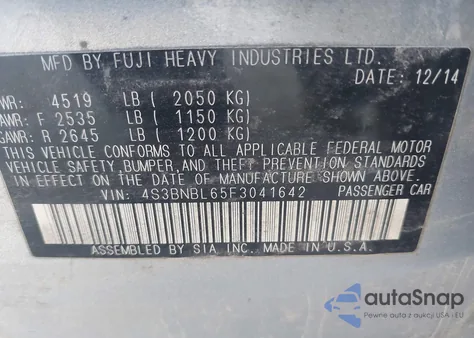 MFD BY FUJI HEAVY INDUSTRIES LTD.
DATE: 12/14
WR: 4519 LB ( 2050 KG)
AWR: F 2535 LB ( 1150 KG)
GAWR: R 2645 LB ( 1200 KG)
THIS VEHICLE CONFORMS TO ALL APPLICABLE FEDERAL MOTOR
VEHICLE SAFETY, BUMPER, AND THEFT PREVENTION STANDARDS
IN EFFECT ON THE DATE OF MANUFACTURE SHOWN ABOVE.
VIN: 4S3BNBL65F3041642 PASSENGER CAR
ASSEMBLED BY SIA INC. MADE IN U.S.A.
autoSnap
Pewne auta z aukcji USA i EU